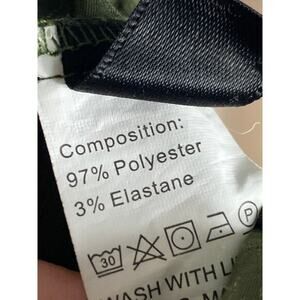 Composition:
97% Polyester
3% Elastane
30 P
WASH WITH